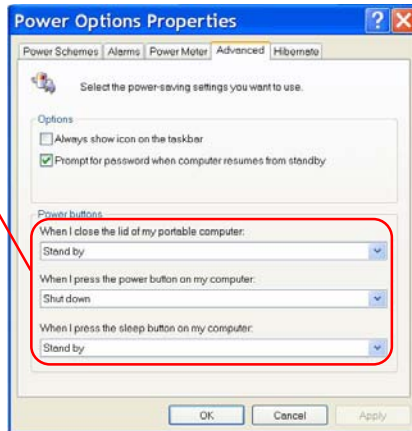 Power Options Properties
Power Schemes Alarms Power Meter Advanced Hibernate
Select the power-saving settings you want to use.
Options
Always show icon on the taskbar
Prompt for password when computer resumes from standby
Power buttons
When I close the lid of my portable computer:
Stand by
When I press the power button on my computer:
Shut down
When I press the sleep button on my computer:
Stand by
OK Cancel Apply